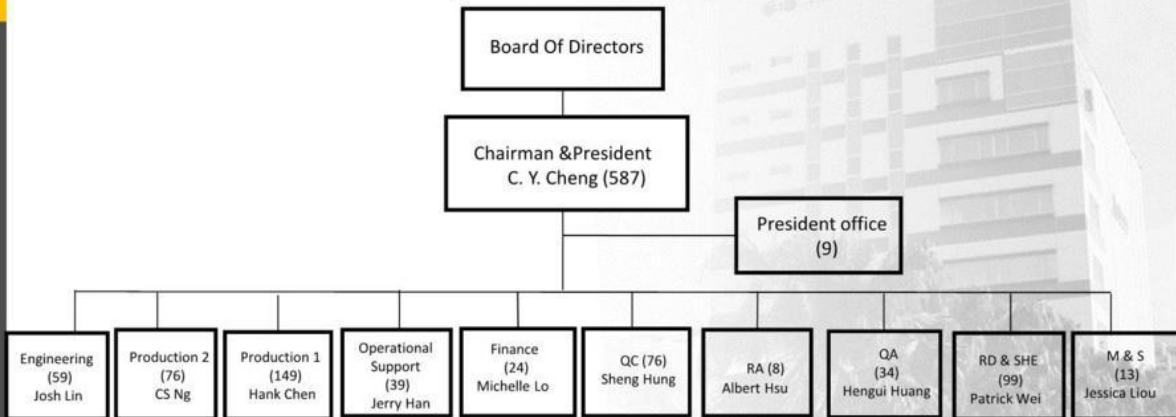 Board Of Directors
Chairman &President
C. Y. Cheng (587)
President office
(9)
Engineering
(59)
Josh Lin
Production 2
(76)
CS Ng
Production 1
(149)
Hank Chen
Operational
Support
(39)
Jerry Han
Finance
(24)
Michelle Lo
QC (76)
Sheng Hung
RA (8)
Albert Hsu
QA
(34)
Hengui Huang
RD & SHE
(99)
Patrick Wei
M & S
(13)
Jessica Liou